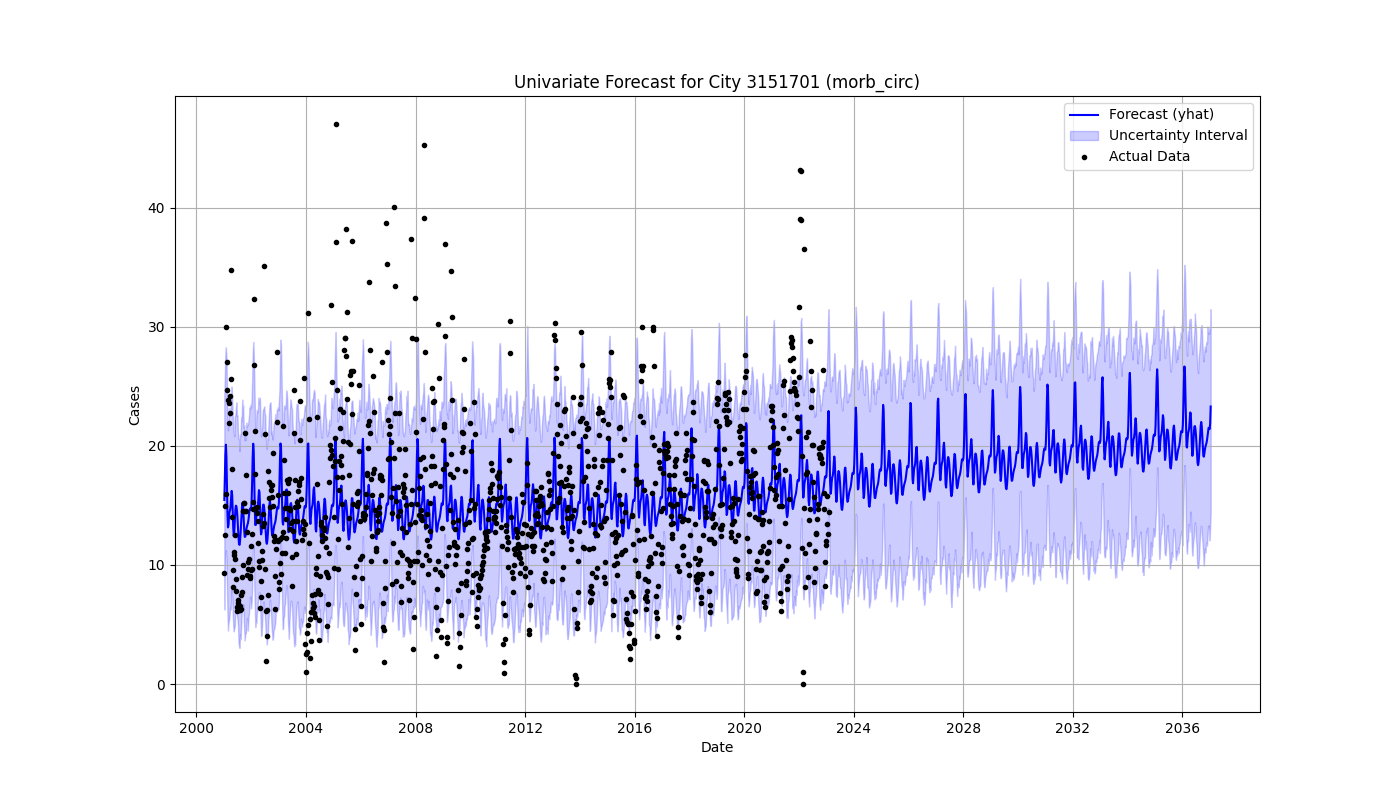 Univariate Forecast for City 3151701 (morb_circ)
Forecast (yhat)
Uncertainty Interval
Actual Data
Cases
40
30
20
10
0
2000 2004 2008 2012 2016 2020 2024 2028 2032 2036
Date